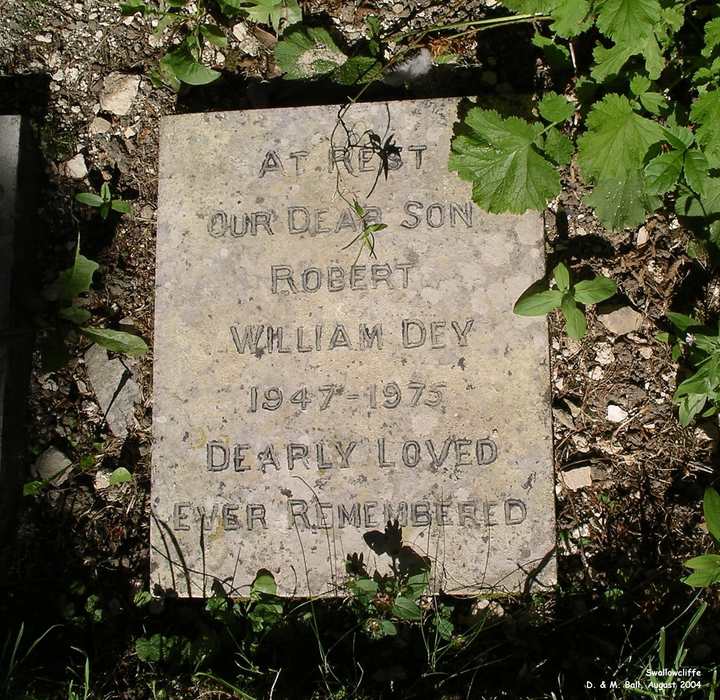 AT REST
OUR DEAR SON
ROBERT
WILLIAM DEY
1947-1975
DEARLY LOVED
EVER REMEMBERED
Swallowcliffe
D. & M. Ball, August 2004